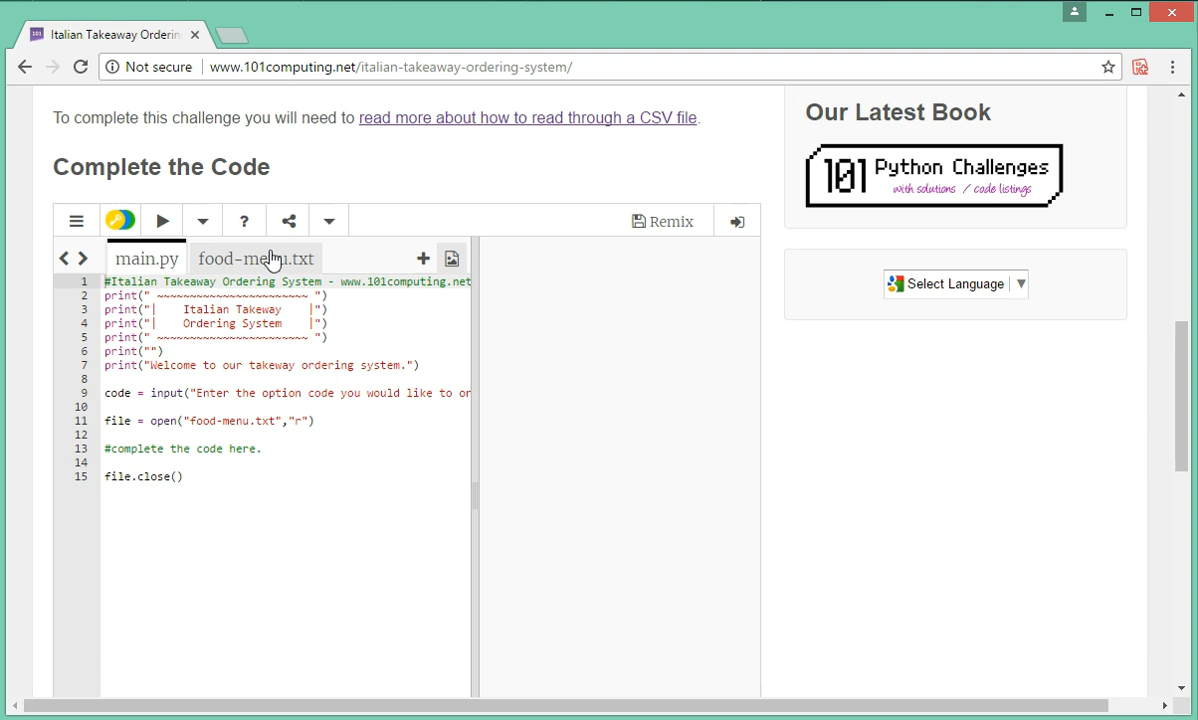 Italian Takeaway Orderin
Not secure
www.101computing.net/italian-takeaway-ordering-system/
To complete this challenge you will need to read more about how to read through a CSV file.
Complete the Code
Remix
main.py
food-menu.txt
1 #Italian Takeaway Ordering System - www.101computing.net
2 print(" ~~~~~~~~~~~~~~~~~~~~~~~ ")
3 print("|    Italian Takeway    |")
4 print("|    Ordering System    |")
5 print(" ~~~~~~~~~~~~~~~~~~~~~~~ ")
6 print("")
7 print("Welcome to our takeway ordering system.")
8
9 code = input("Enter the option code you would like to or
10
11 file = open("food-menu.txt","r")
12
13 #complete the code here.
14
15 file.close()
Our Latest Book
101 Python Challenges
with solutions / code listings
Select Language